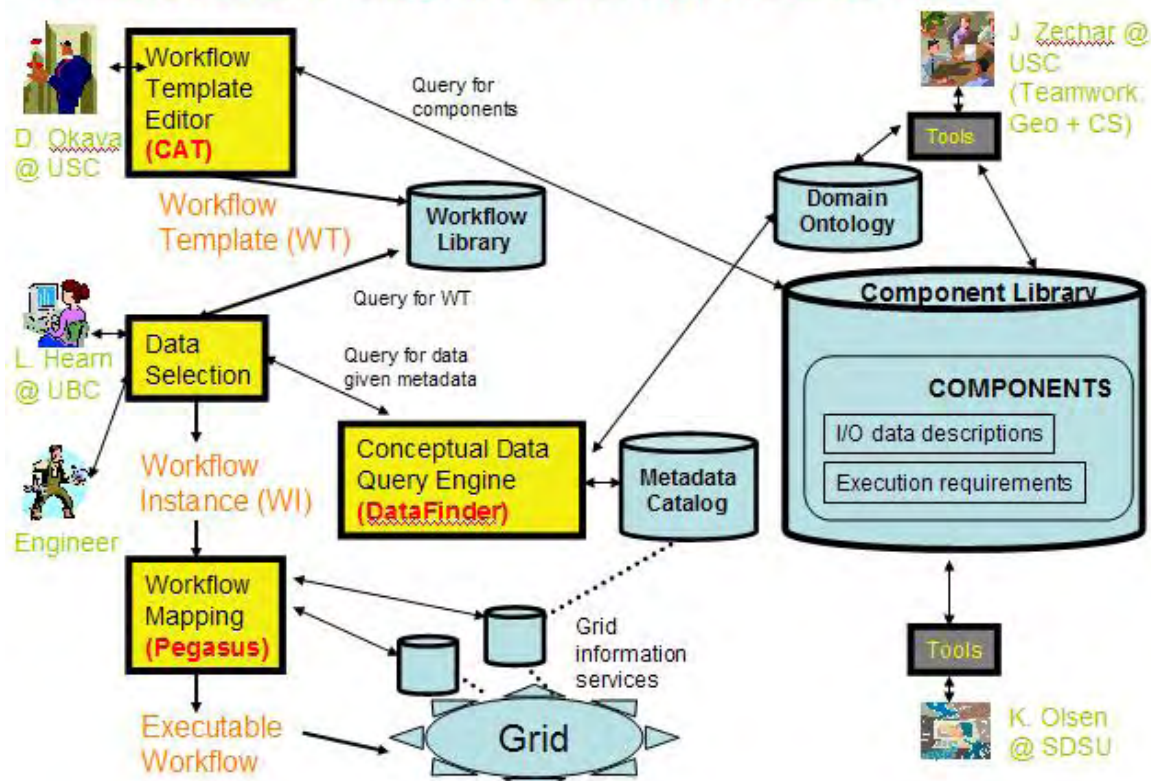 Workflow
Template
Editor
(CAT)
D. Okava
@ USC
Query for
components
J. Zechar @
USC
(Teamwork.
Geo + CS)
Tools
Workflow
Template (WT)
Workflow
Library
Domain
Ontology
Query for WT
Component Library
L. Hearn
@ UBC
Data
Selection
Query for data
given metadata
COMPONENTS
I/O data descriptions
Execution requirements
Workflow
Instance (WI)
Conceptual Data
Query Engine
(DataFinder)
Metadata
Catalog
Engineer
Workflow
Mapping
(Pegasus)
Grid
information
services
Tools
Executable
Workflow
Grid
K. Olsen
@ SDSU